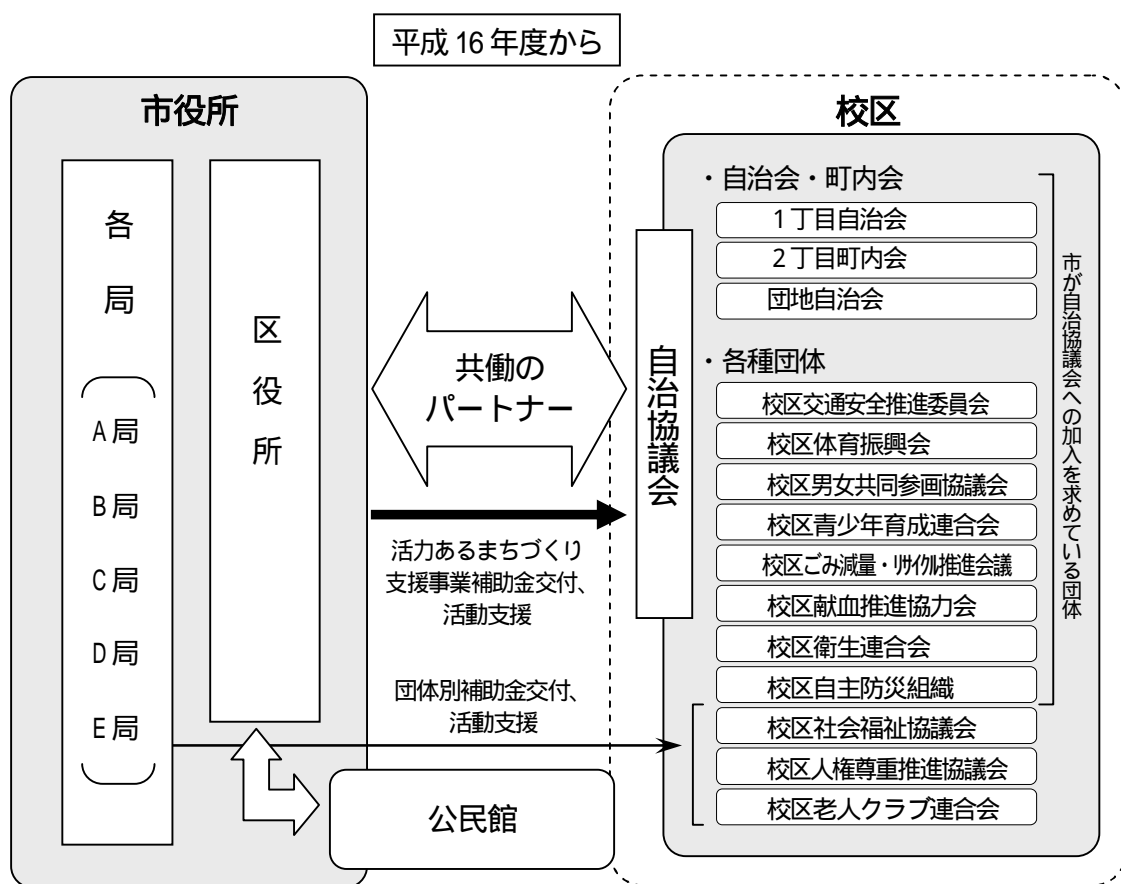 平成16年度から
市役所
各局
A局
B局
C局
D局
E局
区役所
共働の
パートナー
活力あるまちづくり
支援事業補助金交付、
活動支援
団体別補助金交付、
活動支援
公民館
校区
自治協議会
・自治会・町内会
1丁目自治会
2丁目町内会
団地自治会
・各種団体
校区交通安全推進委員会
校区体育振興会
校区男女共同参画協議会
校区青少年育成連合会
校区ごみ減量・ﾘｻｲｸﾙ推進会議
校区献血推進協力会
校区衛生連合会
校区自主防災組織
校区社会福祉協議会
校区人権尊重推進協議会
校区老人クラブ連合会
市が自治協議会への加入を求めている団体